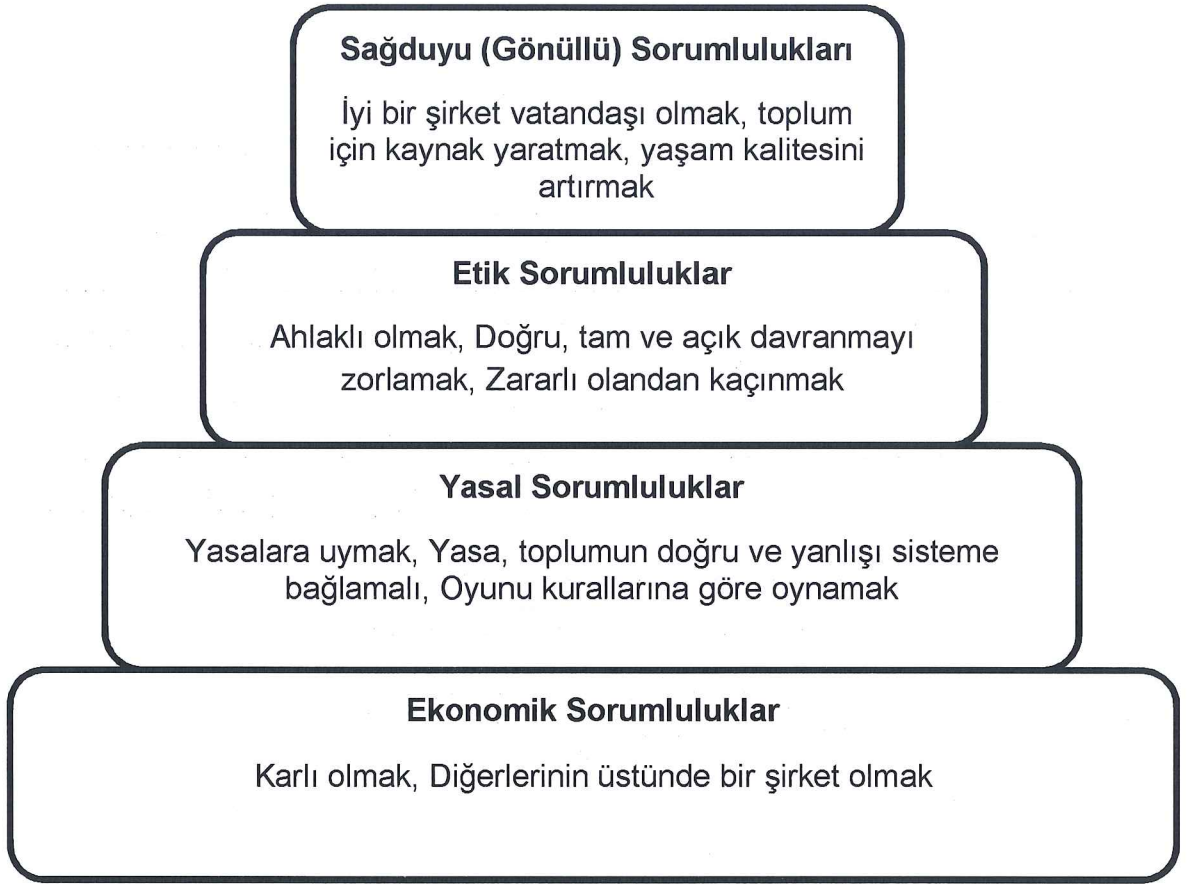 Sağduyu (Gönüllü) Sorumlulukları
İyi bir şirket vatandaşı olmak, toplum
için kaynak yaratmak, yaşam kalitesini
artırmak
Etik Sorumluluklar
Ahlaklı olmak, Doğru, tam ve açık davranmayı
zorlamak, Zararlı olandan kaçınmak
Yasal Sorumluluklar
Yasalara uymak, Yasa, toplumun doğru ve yanlışı sisteme
bağlamalı, Oyunu kurallarına göre oynamak
Ekonomik Sorumluluklar
Karlı olmak, Diğerlerinin üstünde bir şirket olmak